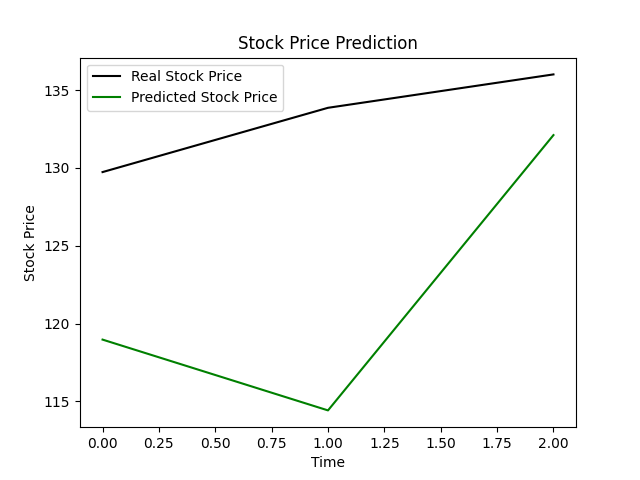 Stock Price Prediction
Real Stock Price
Predicted Stock Price
Stock Price
135
130
125
120
115
0.00 0.25 0.50 0.75 1.00 1.25 1.50 1.75 2.00
Time